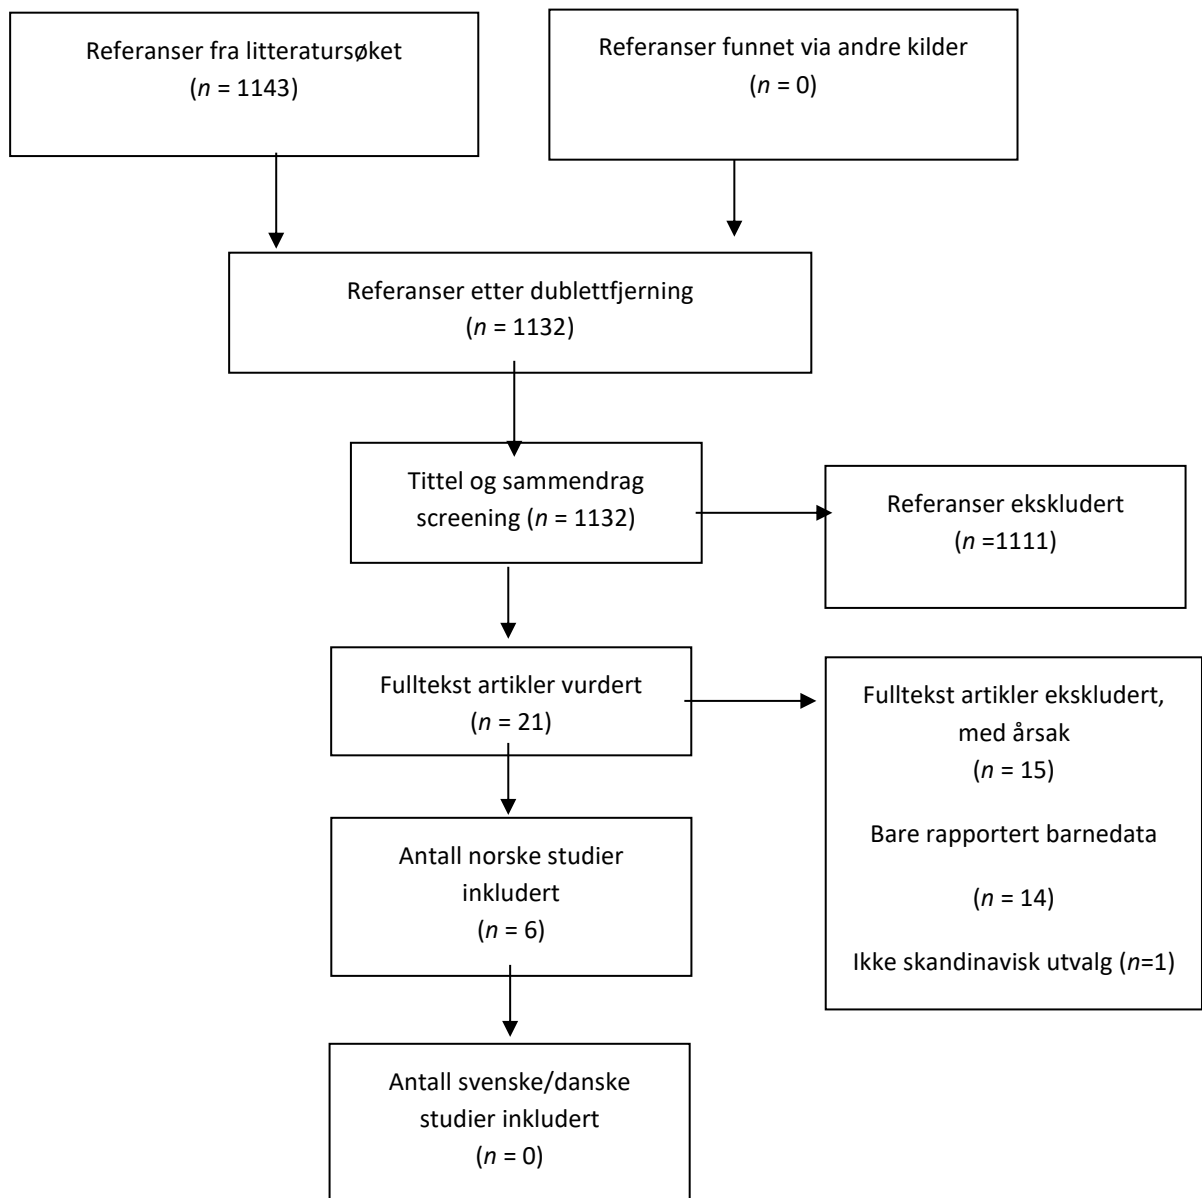 Referanser fra litteratursøket
(n = 1143)
Referanser funnet via andre kilder
(n = 0)
Referanser etter dublettfjerning
(n = 1132)
Tittel og sammendrag
screening (n = 1132)
Referanser ekskludert
(n =1111)
Fulltekst artikler vurdert
(n = 21)
Fulltekst artikler ekskludert,
med årsak
(n = 15)
Bare rapportert barnedata
(n = 14)
Ikke skandinavisk utvalg (n=1)
Antall norske studier
inkludert
(n = 6)
Antall svenske/danske
studier inkludert
(n = 0)